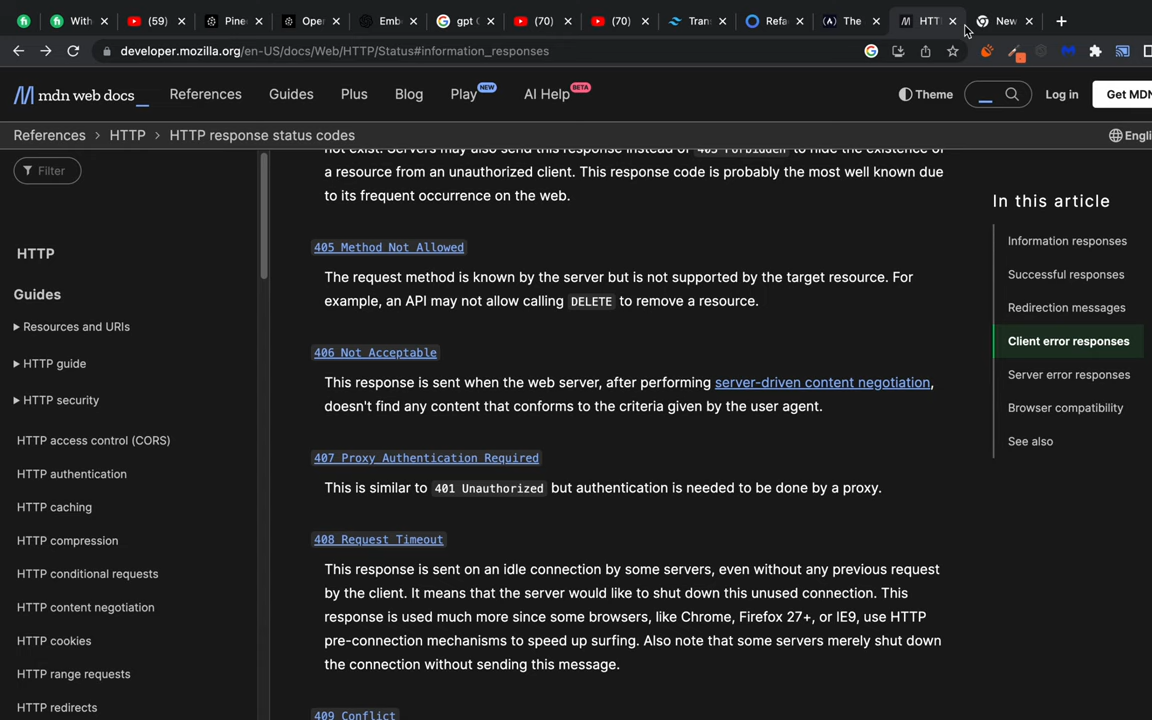 With
(59)
Pine
Oper
Embe
gpt
(70)
(70)
Trans
Refa
The
HTT
New
developer.mozilla.org/en-US/docs/Web/HTTP/Status#information_responses
mdn web docs_
References
Guides
Plus
Blog
Play NEW
AI Help BETA
Theme
Log in
Get MDN
References > HTTP > HTTP response status codes
Engli
Filter
HTTP
Guides
Resources and URIs
HTTP guide
HTTP security
HTTP access control (CORS)
HTTP authentication
HTTP caching
HTTP compression
HTTP conditional requests
HTTP content negotiation
HTTP cookies
HTTP range requests
HTTP redirects
not exist. Servers may also send this response instead of 403 Forbidden to hide the existence of
a resource from an unauthorized client. This response code is probably the most well known due
to its frequent occurrence on the web.
405 Method Not Allowed
The request method is known by the server but is not supported by the target resource. For
example, an API may not allow calling DELETE to remove a resource.
406 Not Acceptable
This response is sent when the web server, after performing server-driven content negotiation,
doesn't find any content that conforms to the criteria given by the user agent.
407 Proxy Authentication Required
This is similar to 401 Unauthorized but authentication is needed to be done by a proxy.
408 Request Timeout
This response is sent on an idle connection by some servers, even without any previous request
by the client. It means that the server would like to shut down this unused connection. This
response is used much more since some browsers, like Chrome, Firefox 27+, or IE9, use HTTP
pre-connection mechanisms to speed up surfing. Also note that some servers merely shut down
the connection without sending this message.
409 Conflict
In this article
Information responses
Successful responses
Redirection messages
Client error responses
Server error responses
Browser compatibility
See also